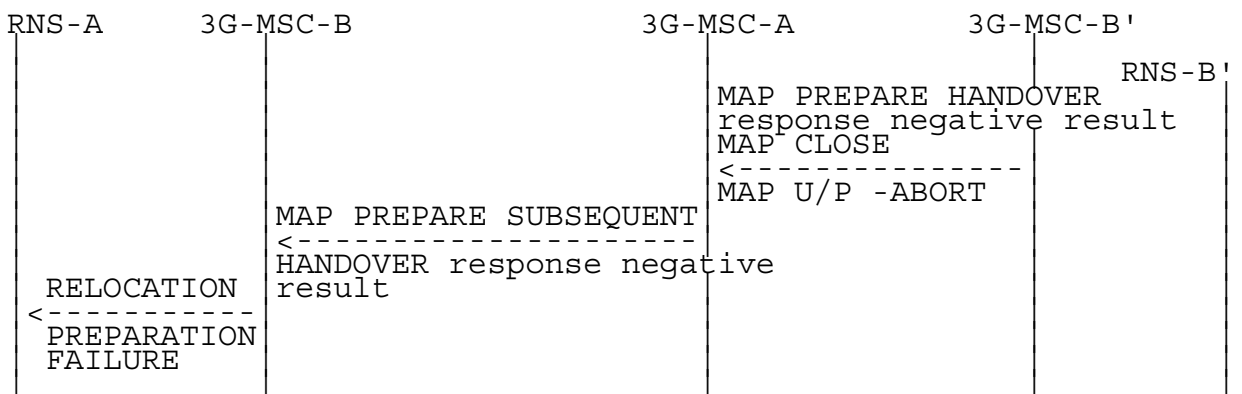 RNS-A 3G-MSC-B 3G-MSC-A 3G-MSC-B'
RNS-B'
MAP PREPARE HANDOVER
response negative result
MAP CLOSE
MAP U/P -ABORT
MAP PREPARE SUBSEQUENT
HANDOVER response negative
result
RELOCATION
PREPARATION
FAILURE